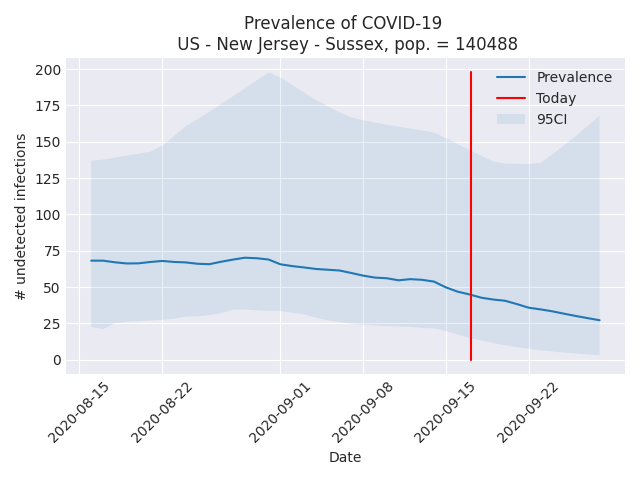 Prevalence of COVID-19
US - New Jersey - Sussex, pop. = 140488
200
175
150
125
100
75
50
25
0
# undetected infections
Prevalence
Today
95CI
2020-08-15
2020-08-22
2020-09-01
2020-09-08
2020-09-15
2020-09-22
Date